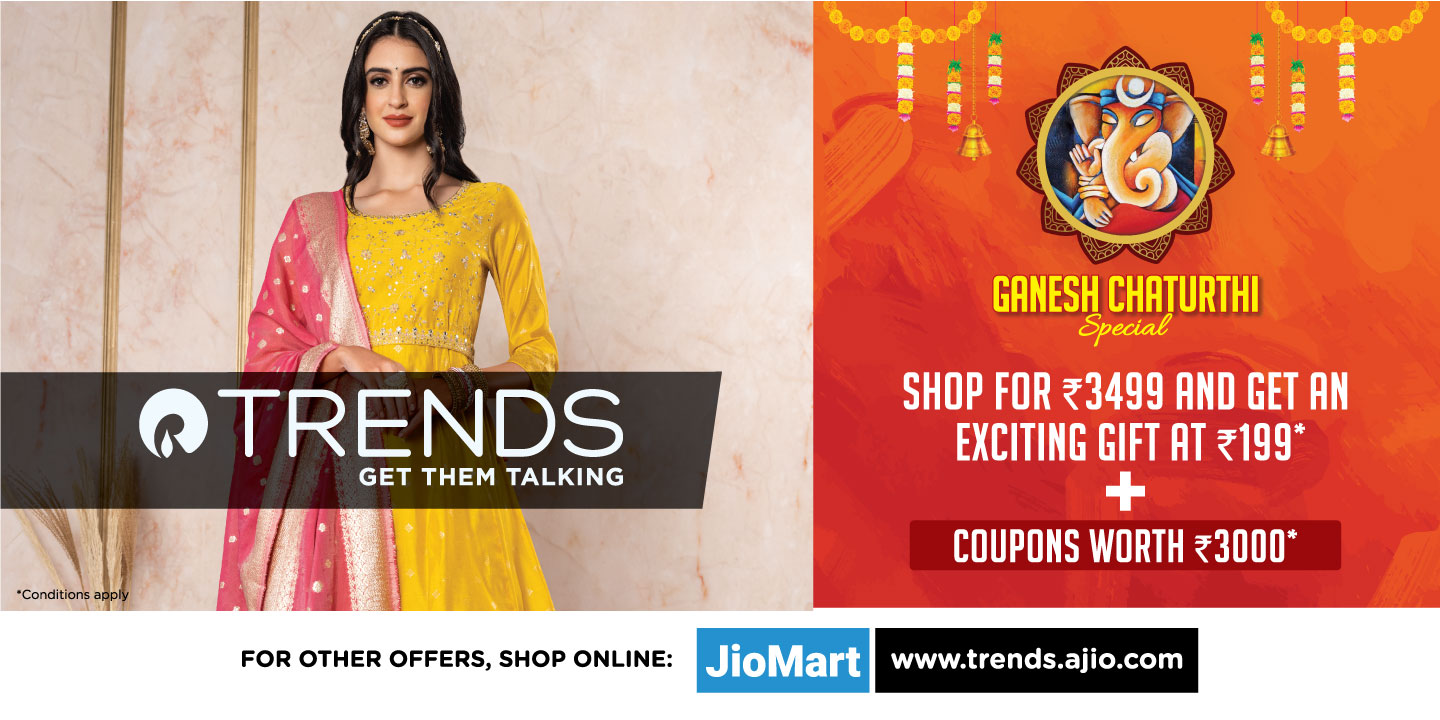 TRENDS
GET THEM TALKING
*Conditions apply
GANESH CHATURTHI
Special
SHOP FOR ₹3499 AND GET AN
EXCITING GIFT AT ₹199*
+
COUPONS WORTH ₹3000*
FOR OTHER OFFERS, SHOP ONLINE: JioMart www.trends.ajio.com